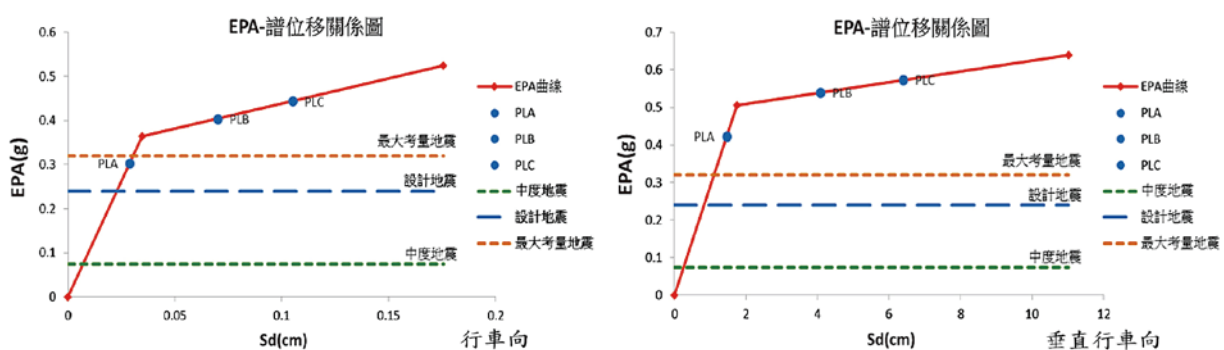 EPA-譜位移關係圖
0.6
0.5
0.4
0.3
0.2
0.1
0
EPA(g)
PLA
PLB
PLC
最大考量地震
設計地震
中度地震
0
0.05
0.1
0.15
0.2
Sd(cm)
行車向
EPA曲線
PLA
PLB
PLC
中度地震
設計地震
最大考量地震
EPA-譜位移關係圖
0.7
0.6
0.5
0.4
0.3
0.2
0.1
0
EPA(g)
PLA
PLB
PLC
最大考量地震
設計地震
中度地震
0
2
4
6
8
10
12
Sd(cm)
垂直行車向
EPA曲線
PLA
PLB
PLC
中度地震
設計地震
最大考量地震